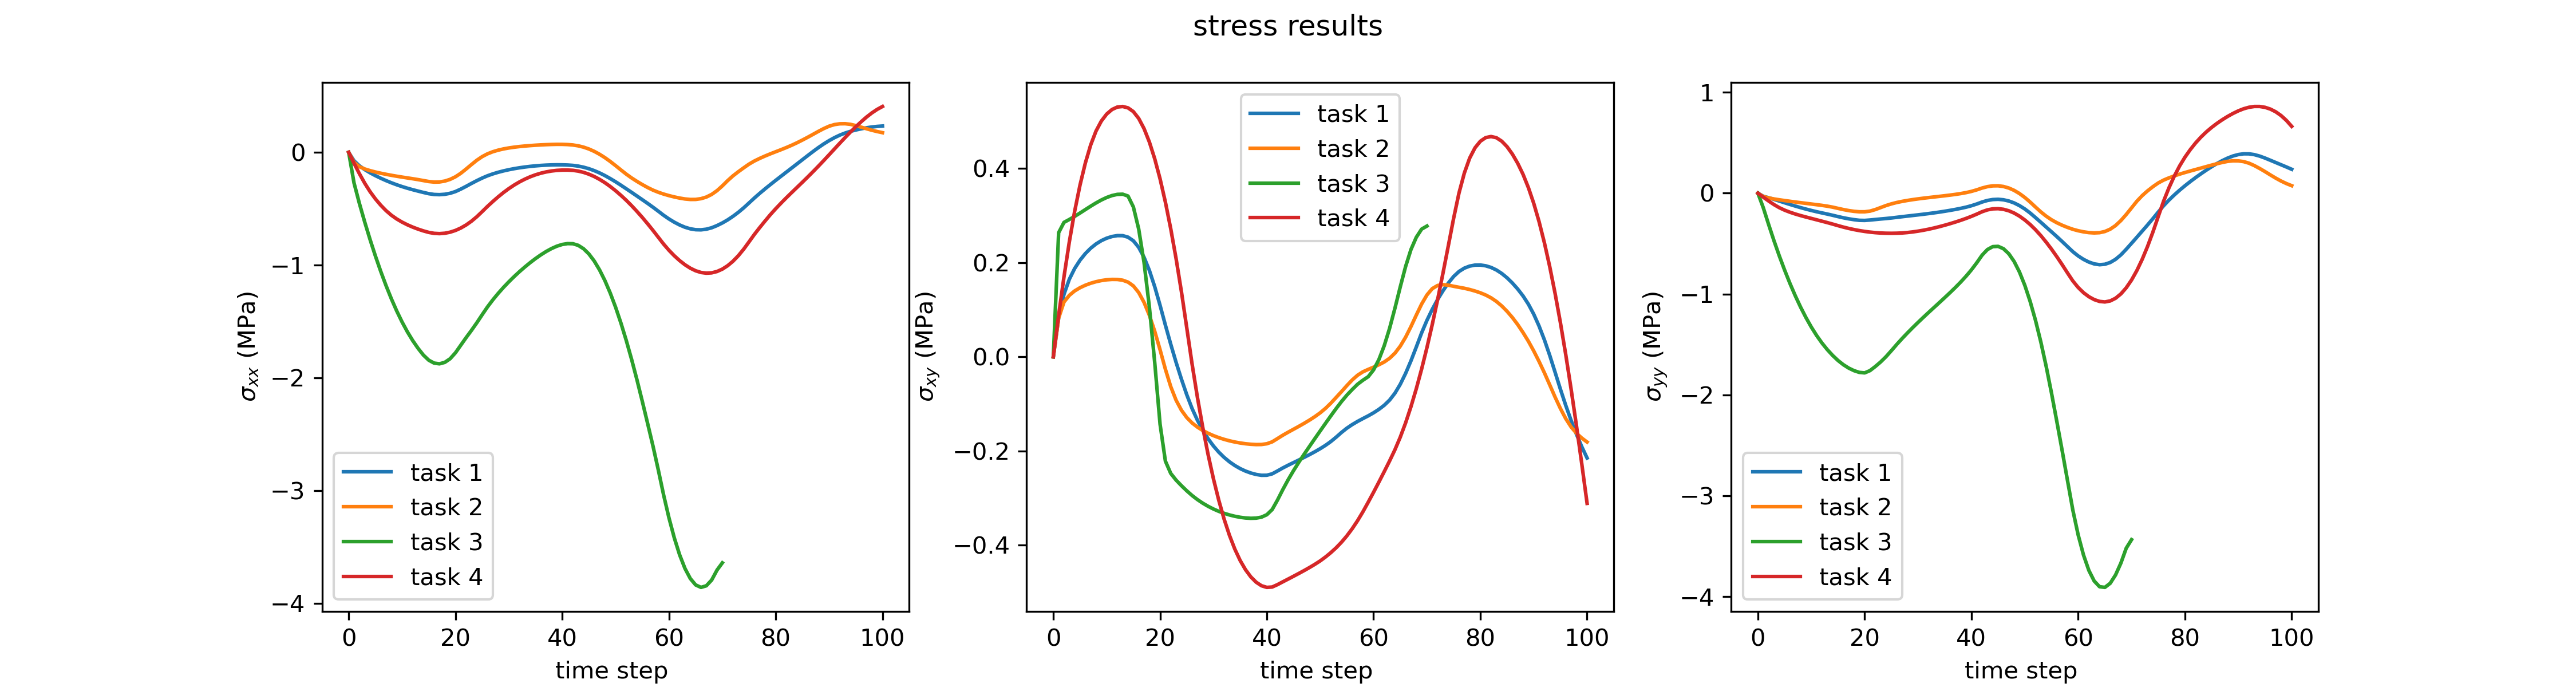 stress results
σxx (MPa)
0
−1
−2
−3
−4
task 1
task 2
task 3
task 4
0 20 40 60 80 100
time step
σxy (MPa)
0.4
0.2
0.0
−0.2
−0.4
task 1
task 2
task 3
task 4
0 20 40 60 80 100
time step
σyy (MPa)
1
0
−1
−2
−3
−4
task 1
task 2
task 3
task 4
0 20 40 60 80 100
time step